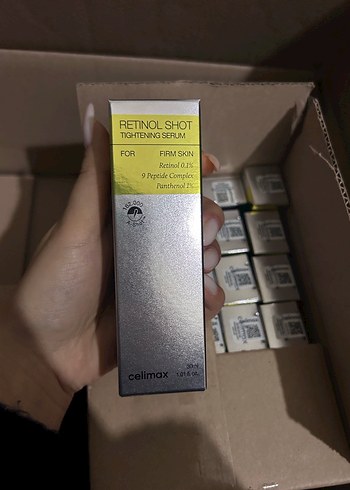 RETINOL SHOT
TIGHTENING SERUM
FOR FIRM SKIN
Retinol 0.1%
9 Peptide Complex
Panthenol 1%
celimax